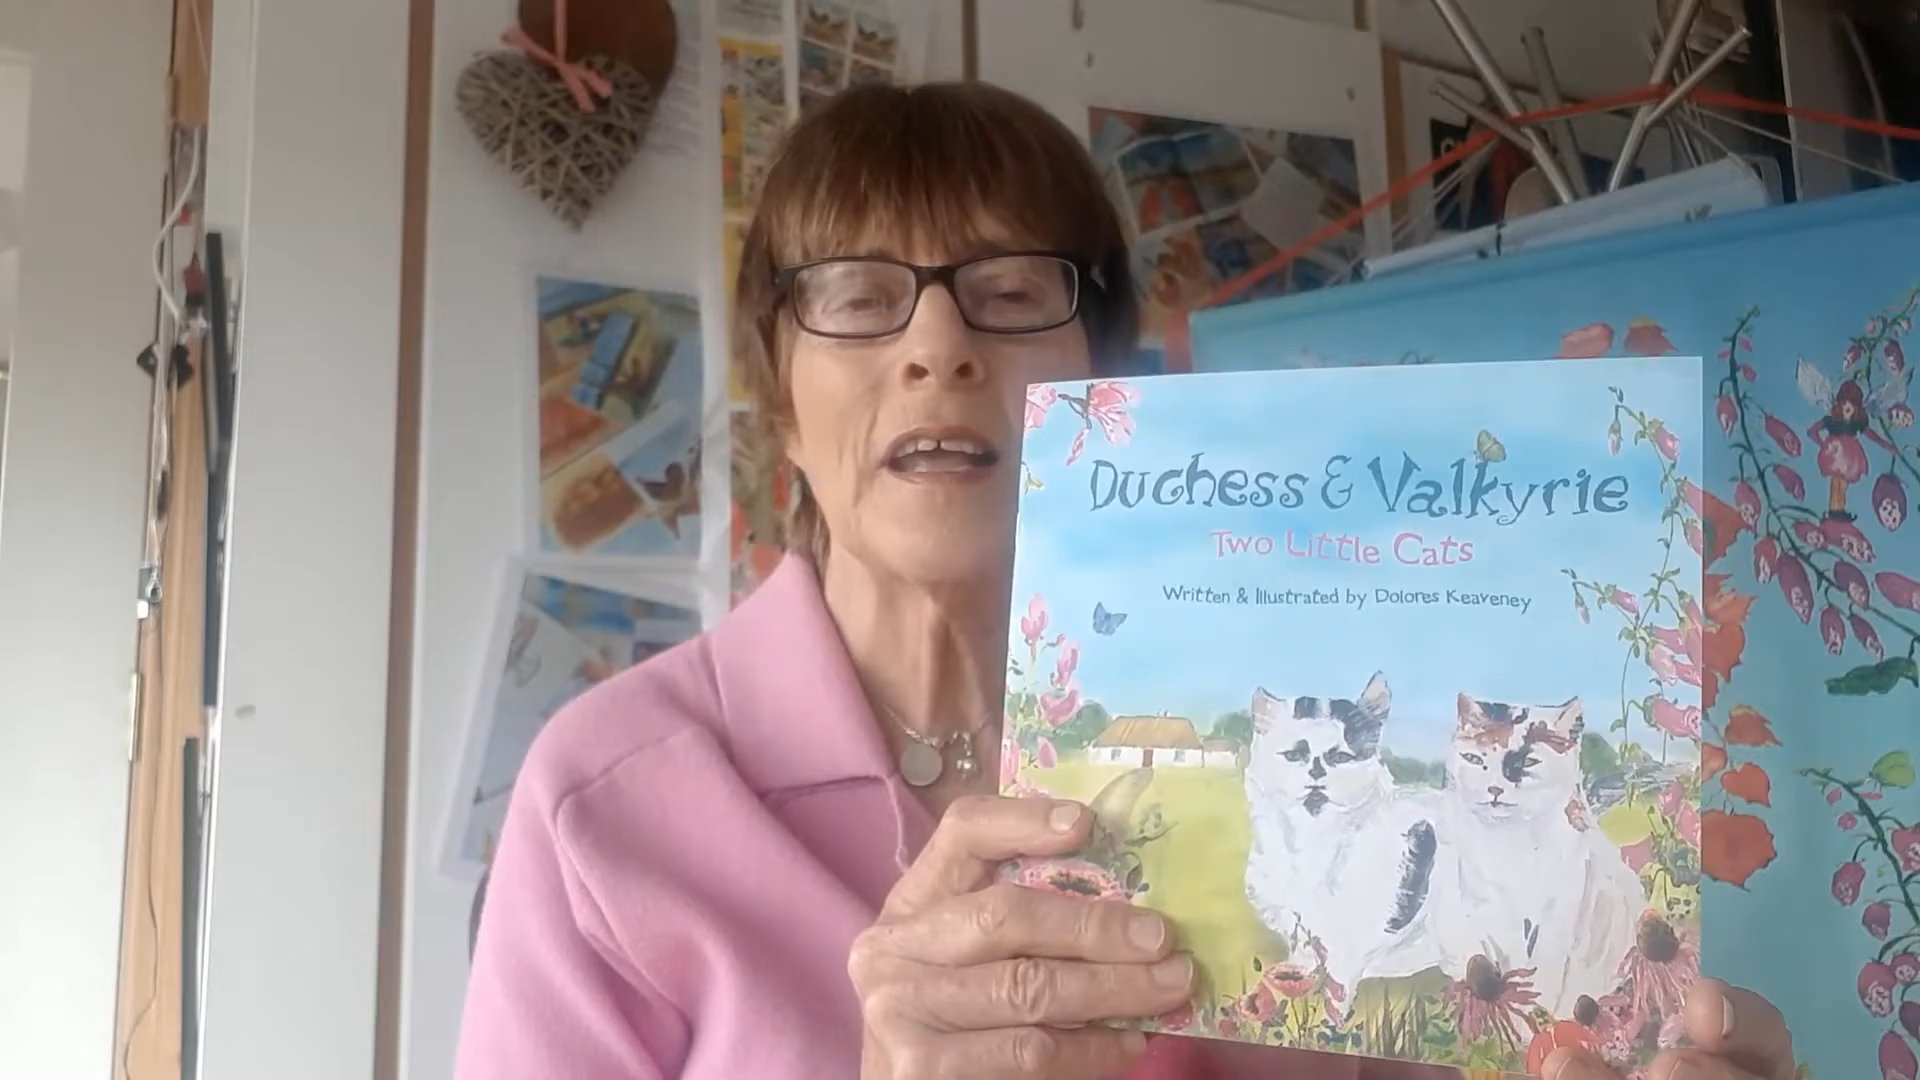 Duchess & Valkyrie
Two Little Cats
Written & Illustrated by Dolores Keaveney